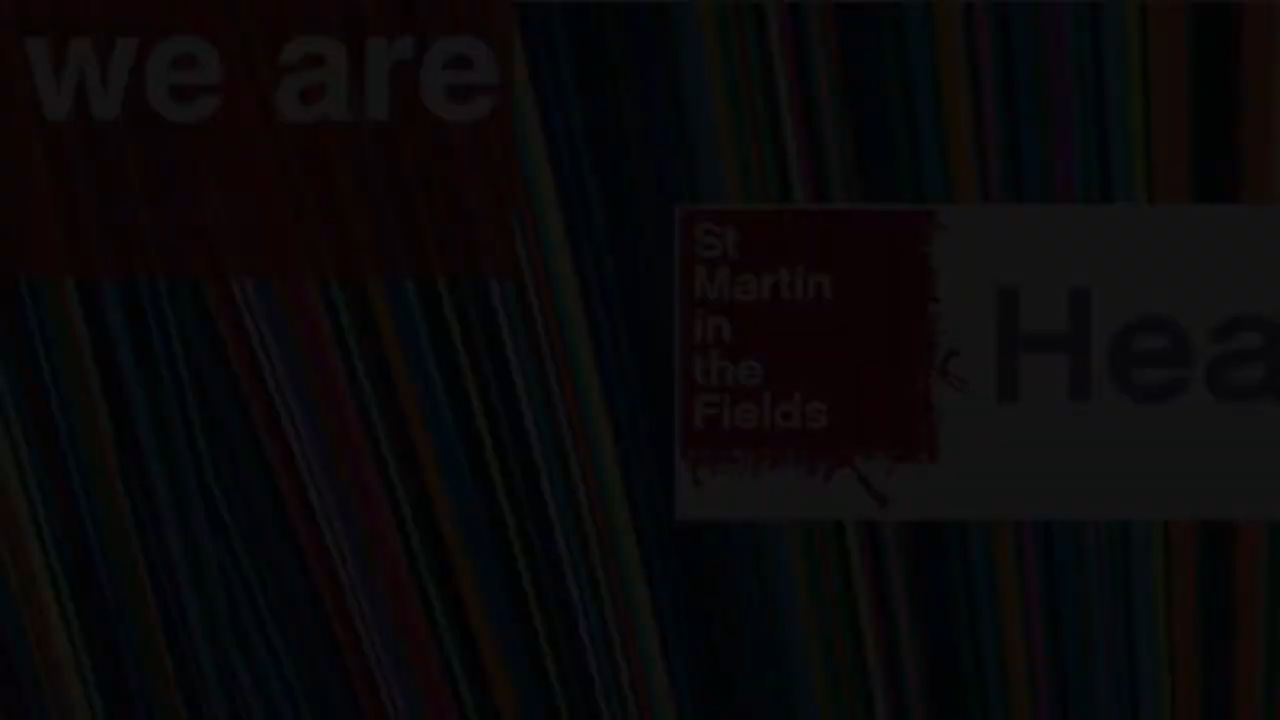 we are
St
Martin
in
the
Fields
Hea